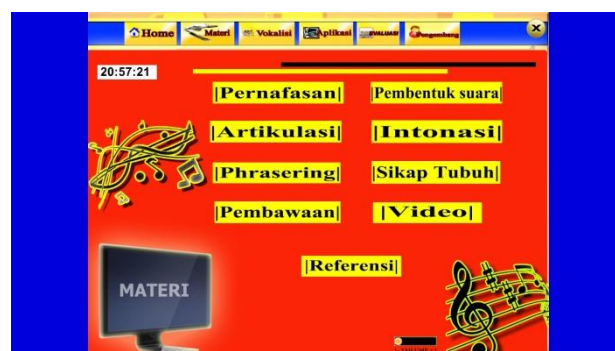 Home Materi Vokalisi Aplikasi EVALUASI Pengembang X
20:57:21
|Pernafasan| |Pembentuk suara|
|Artikulasi| |Intonasi|
|Phrasering| |Sikap Tubuh|
|Pembawaan| |Video|
|Referensi|
MATERI